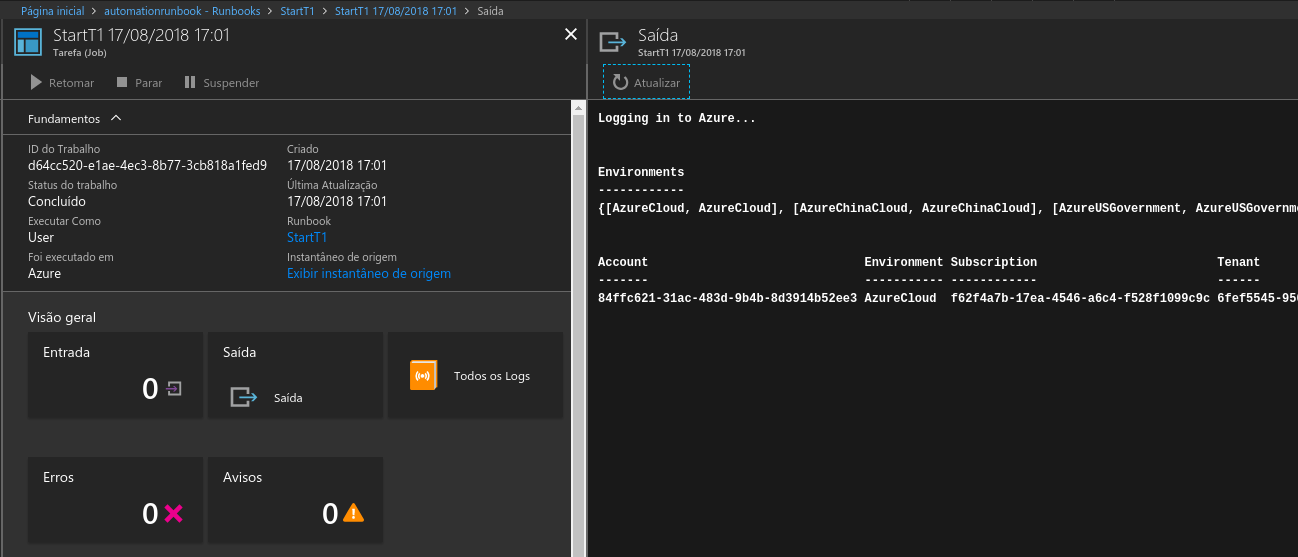 Página inicial > automationrunbook - Runbooks > StartT1 > StartT1 17/08/2018 17:01 > Saída
StartT1 17/08/2018 17:01
Tarefa (Job)
Retomar Parar Suspender
Fundamentos
ID do Trabalho
d64cc520-e1ae-4ec3-8b77-3cb818a1fed9
Criado
17/08/2018 17:01
Status do trabalho
Concluído
Última Atualização
17/08/2018 17:01
Executar Como
User
Runbook
StartT1
Foi executado em
Azure
Instantâneo de origem
Exibir instantâneo de origem
Visão geral
Entrada
0
Saída
Saída
Todos os Logs
Erros
0
Avisos
0
Saída
StartT1 17/08/2018 17:01
Atualizar
Logging in to Azure...
Environments
------------
{[AzureCloud, AzureCloud], [AzureChinaCloud, AzureChinaCloud], [AzureUSGovernment, AzureUSGovernme
Account Environment Subscription Tenant
------- ----------- ------------ ------
84ffc621-31ac-483d-9b4b-8d3914b52ee3 AzureCloud f62f4a7b-17ea-4546-a6c4-f528f1099c9c 6fef5545-956